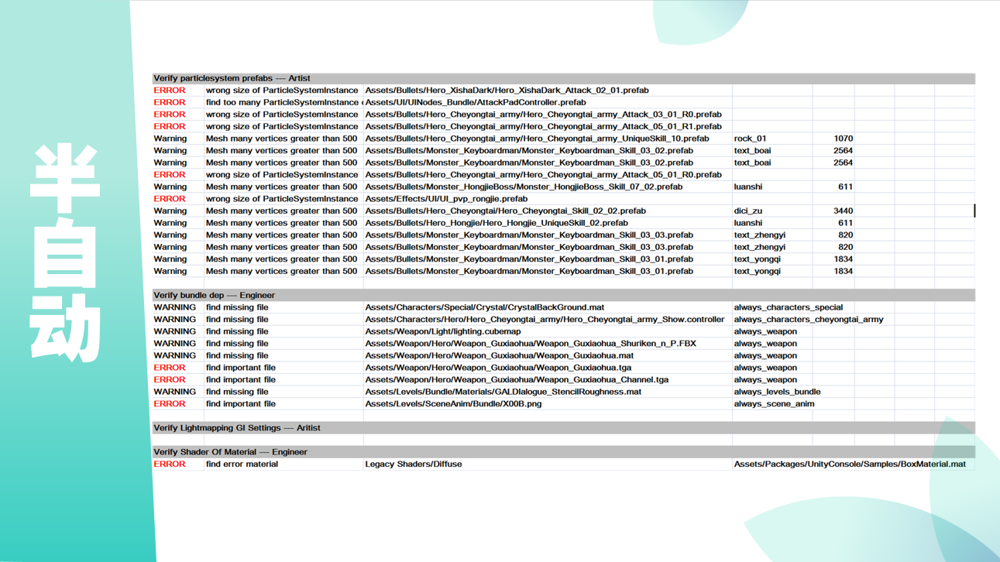 半自动
Verify particlesystem prefabs --- Artist
ERROR wrong size of ParticleSystemInstance Assets/Bullets/Hero_XishaDark/Hero_XishaDark_Attack_02_01.prefab
ERROR find too many ParticleSystemInstance Assets/UI/UINodes_Bundle/AttackPadController.prefab
ERROR wrong size of ParticleSystemInstance Assets/Bullets/Hero_Cheyongtai_army/Hero_Cheyongtai_army_Attack_03_01_R0.prefab
ERROR wrong size of ParticleSystemInstance Assets/Bullets/Hero_Cheyongtai_army/Hero_Cheyongtai_army_Attack_05_01_R1.prefab
Warning Mesh many vertices greater than 500 Assets/Bullets/Hero_Cheyongtai_army/Hero_Cheyongtai_army_UniqueSkill_10.prefab rock_01 1070
Warning Mesh many vertices greater than 500 Assets/Bullets/Monster_Keyboardman/Monster_Keyboardman_Skill_03_02.prefab text_boai 2564
Warning Mesh many vertices greater than 500 Assets/Bullets/Monster_Keyboardman/Monster_Keyboardman_Skill_03_02.prefab text_boai 2564
ERROR wrong size of ParticleSystemInstance Assets/Bullets/Hero_Cheyongtai_army/Hero_Cheyongtai_army_Attack_05_01_R0.prefab
Warning Mesh many vertices greater than 500 Assets/Bullets/Monster_HongjieBoss/Monster_HongjieBoss_Skill_07_02.prefab luanshi 611
ERROR wrong size of ParticleSystemInstance Assets/Effects/UI/UI_pvp_rongjie.prefab
Warning Mesh many vertices greater than 500 Assets/Bullets/Hero_Cheyongtai/Hero_Cheyongtai_Skill_02_02.prefab dici_zu 3440
Warning Mesh many vertices greater than 500 Assets/Bullets/Hero_Hongjie/Hero_Hongjie_UniqueSkill_02.prefab luanshi 611
Warning Mesh many vertices greater than 500 Assets/Bullets/Monster_Keyboardman/Monster_Keyboardman_Skill_03_03.prefab text_zhengyi 820
Warning Mesh many vertices greater than 500 Assets/Bullets/Monster_Keyboardman/Monster_Keyboardman_Skill_03_03.prefab text_zhengyi 820
Warning Mesh many vertices greater than 500 Assets/Bullets/Monster_Keyboardman/Monster_Keyboardman_Skill_03_01.prefab text_yongqi 1834
Warning Mesh many vertices greater than 500 Assets/Bullets/Monster_Keyboardman/Monster_Keyboardman_Skill_03_01.prefab text_yongqi 1834
Verify bundle dep --- Engineer
WARNING find missing file Assets/Characters/Special/Crystal/CrystalBackGround.mat always_characters_special
WARNING find missing file Assets/Characters/Hero/Hero_Cheyongtai_army/Hero_Cheyongtai_army_Show.controller always_characters_cheyongtai_army
WARNING find missing file Assets/Weapon/Light/lighting.cubemap always_weapon
WARNING find missing file Assets/Weapon/Hero/Weapon_Guxiaohua/Weapon_Guxiaohua_Shuriken_n_P.FBX always_weapon
WARNING find missing file Assets/Weapon/Hero/Weapon_Guxiaohua/Weapon_Guxiaohua.mat always_weapon
ERROR find important file Assets/Weapon/Hero/Weapon_Guxiaohua/Weapon_Guxiaohua.tga always_weapon
ERROR find important file Assets/Weapon/Hero/Weapon_Guxiaohua/Weapon_Guxiaohua_Channel.tga always_weapon
WARNING find missing file Assets/Levels/Bundle/Materials/GALDIalogue_StencilRoughness.mat always_levels_bundle
ERROR find important file Assets/Levels/SceneAnim/Bundle/X00B.png always_scene_anim
Verify Lightmapping GI Settings --- Aritist
Verify Shader Of Material --- Engineer
ERROR find error material Legacy Shaders/Diffuse Assets/Packages/UnityConsole/Samples/BoxMaterial.mat